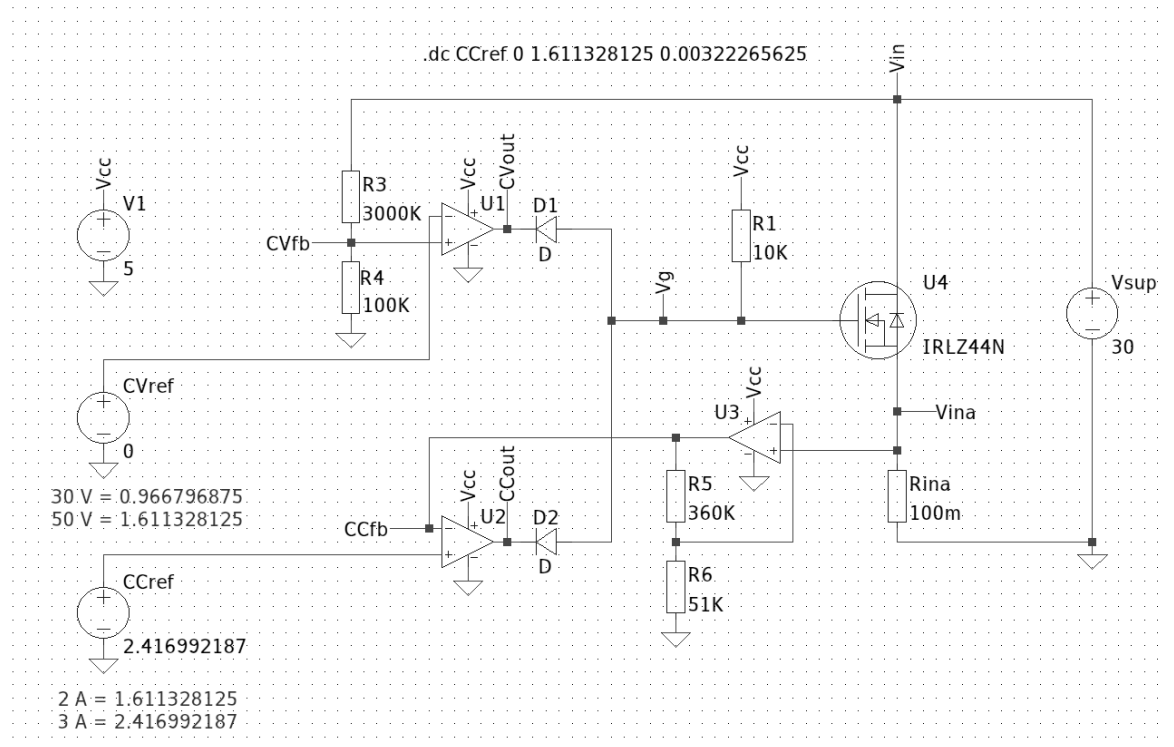 .dc CCref 0 1.611328125 0.00322265625
Vin
Vcc
V1
5
R3
3000K
CVfb
R4
100K
Vcc
CVout
U1
D1
D
Vcc
R1
10K
Vg
U4
IRLZ44N
Vsup
30
CVref
0
30 V = 0.966796875
50 V = 1.611328125
Vcc
U3
Vina
R5
360K
Rina
100m
CCfb
Vcc
CCout
U2
D2
D
R6
51K
CCref
2.416992187
2 A = 1.611328125
3 A = 2.416992187